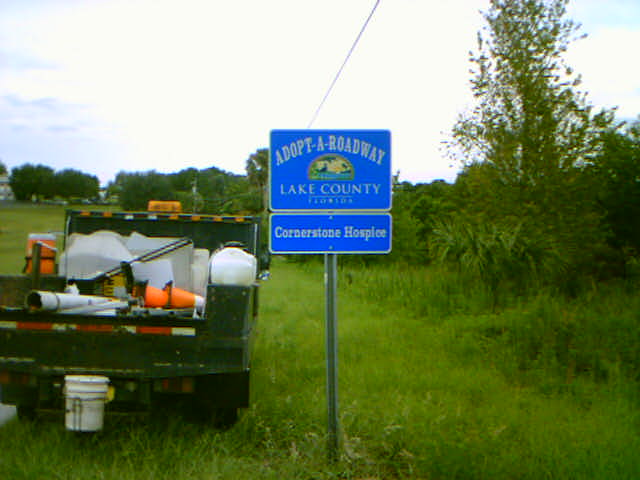 ADOPT-A-ROADWAY
LAKE COUNTY
FLORIDA
Cornerstone Hospice